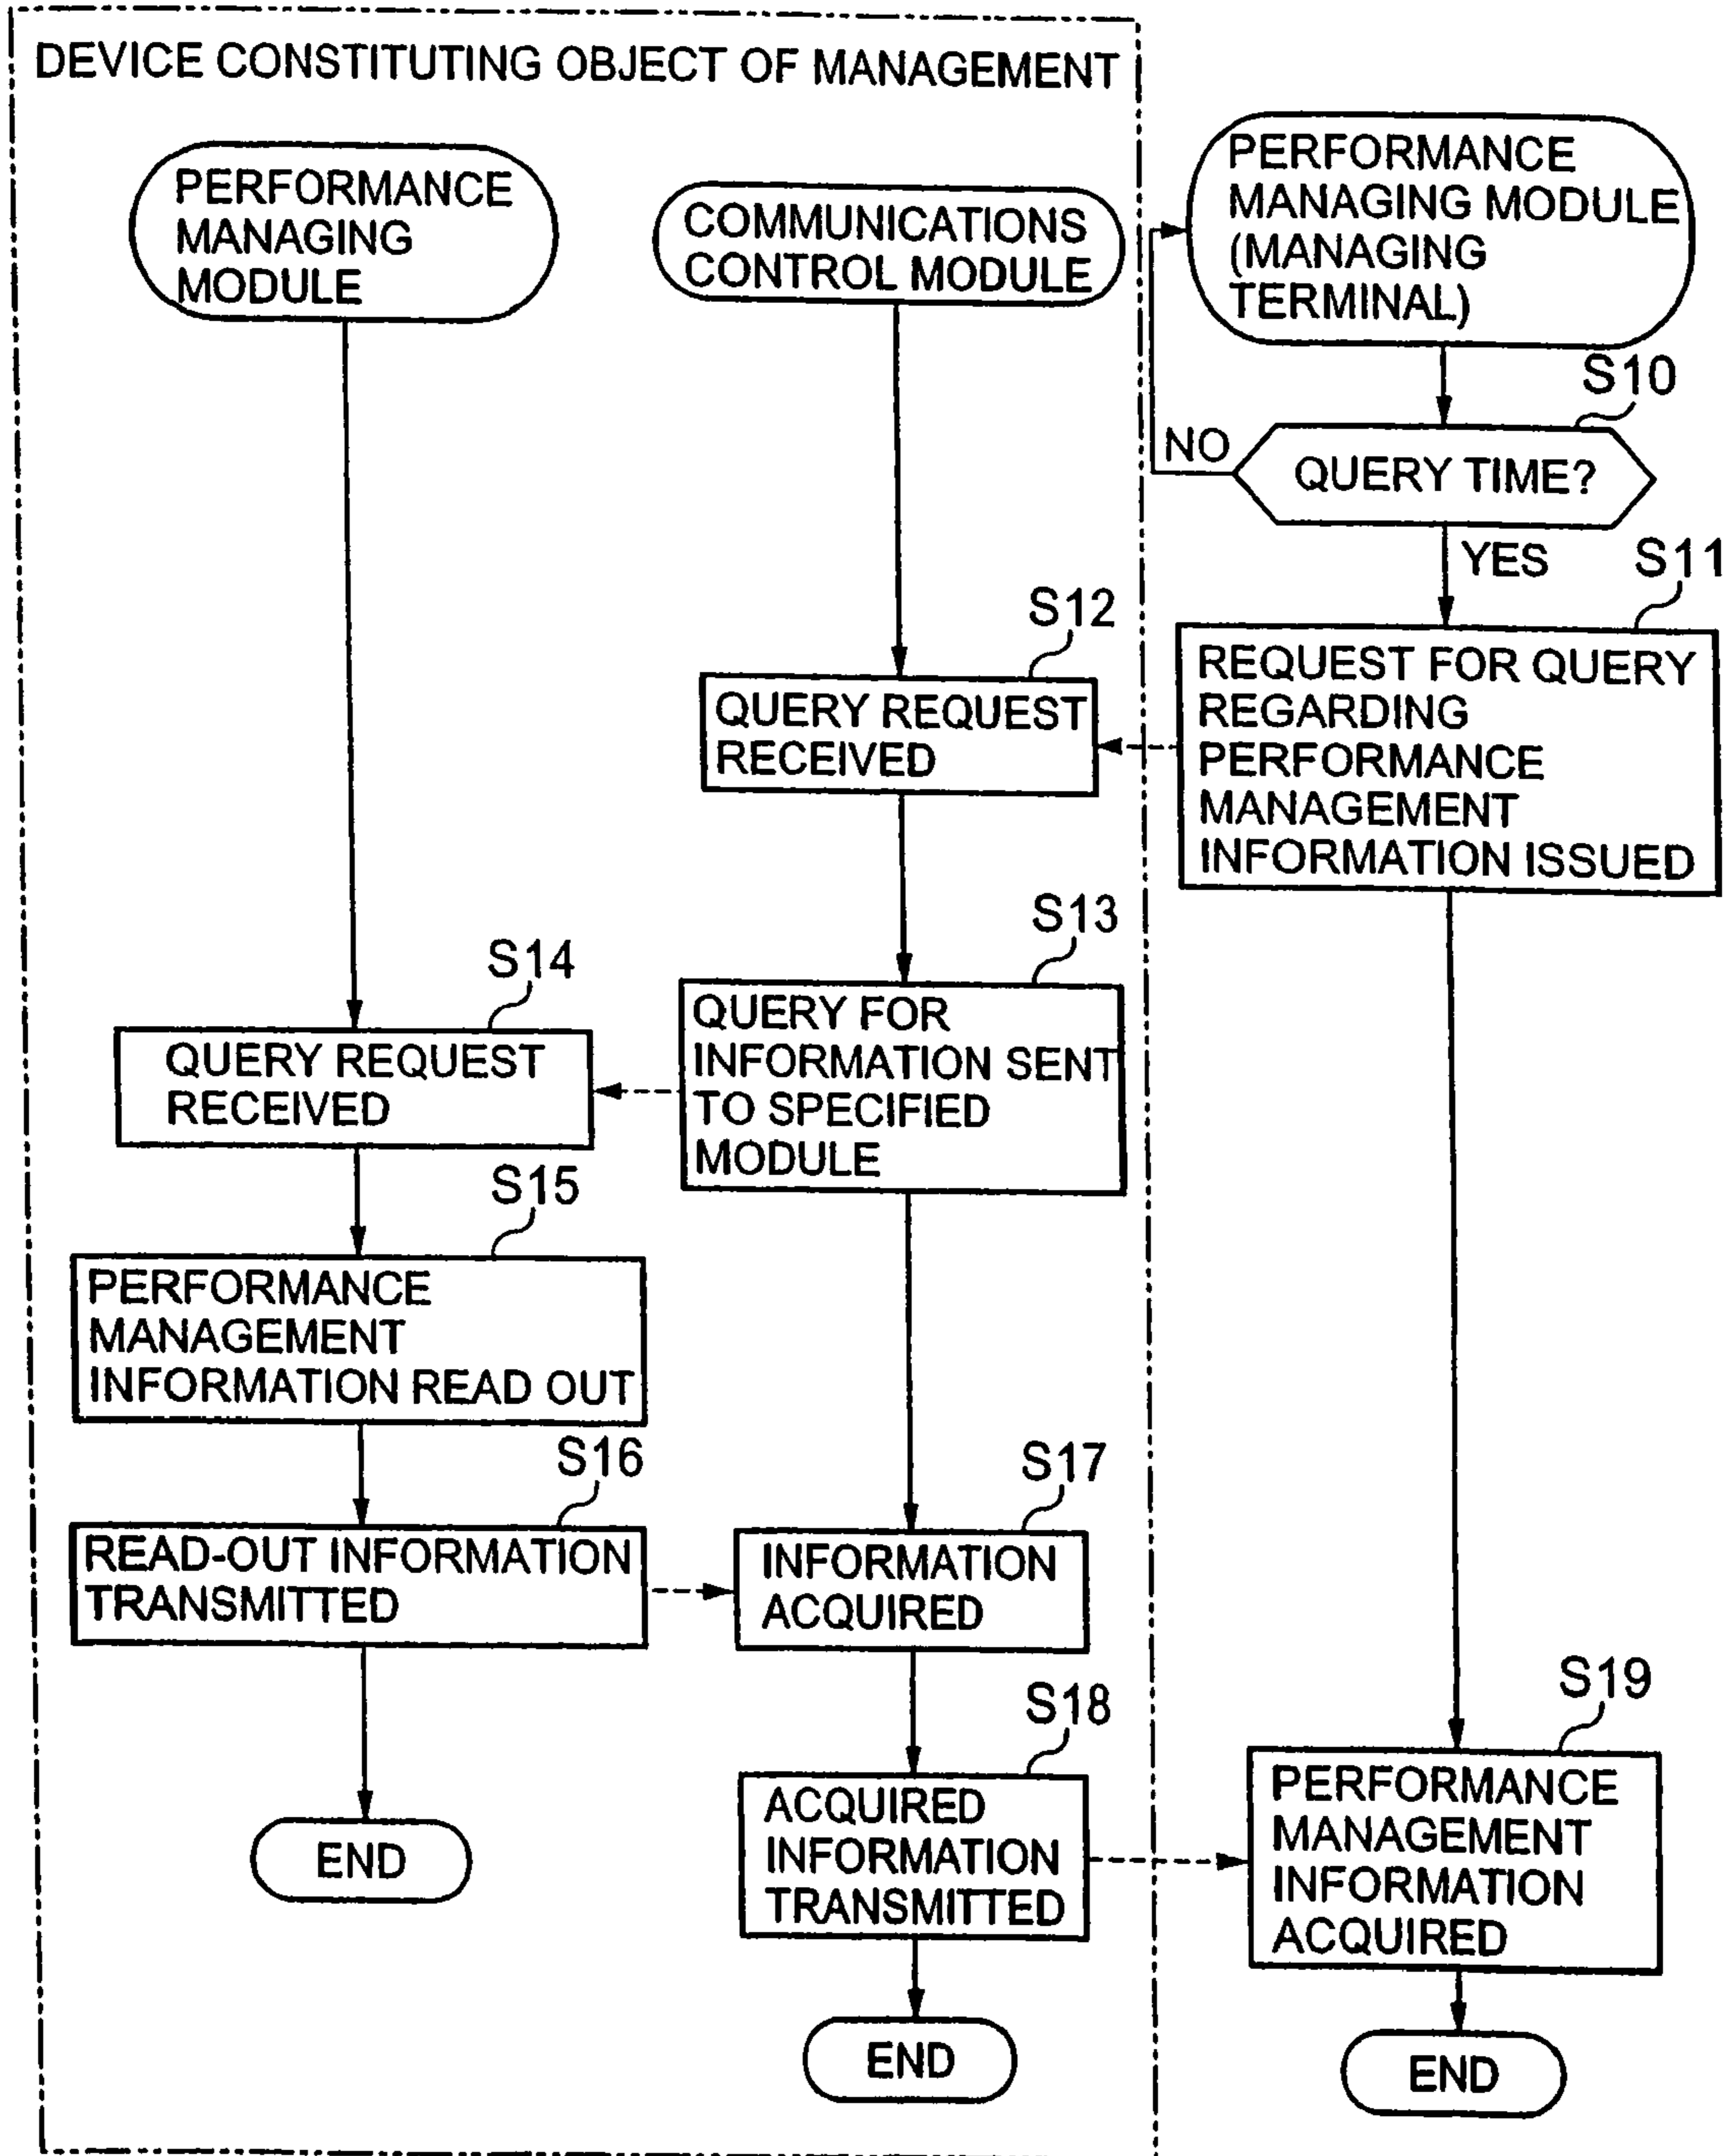 DEVICE CONSTITUTING OBJECT OF MANAGEMENT
PERFORMANCE
MANAGING
MODULE
COMMUNICATIONS
CONTROL MODULE
PERFORMANCE
MANAGING MODULE
(MANAGING
TERMINAL)
S10
NO
QUERY TIME?
YES
S11
REQUEST FOR QUERY
REGARDING
PERFORMANCE
MANAGEMENT
INFORMATION ISSUED
S12
QUERY REQUEST
RECEIVED
S13
QUERY FOR
INFORMATION SENT
TO SPECIFIED
MODULE
S14
QUERY REQUEST
RECEIVED
S15
PERFORMANCE
MANAGEMENT
INFORMATION READ OUT
S16
READ-OUT INFORMATION
TRANSMITTED
S17
INFORMATION
ACQUIRED
S18
ACQUIRED
INFORMATION
TRANSMITTED
S19
PERFORMANCE
MANAGEMENT
INFORMATION
ACQUIRED
END
END
END